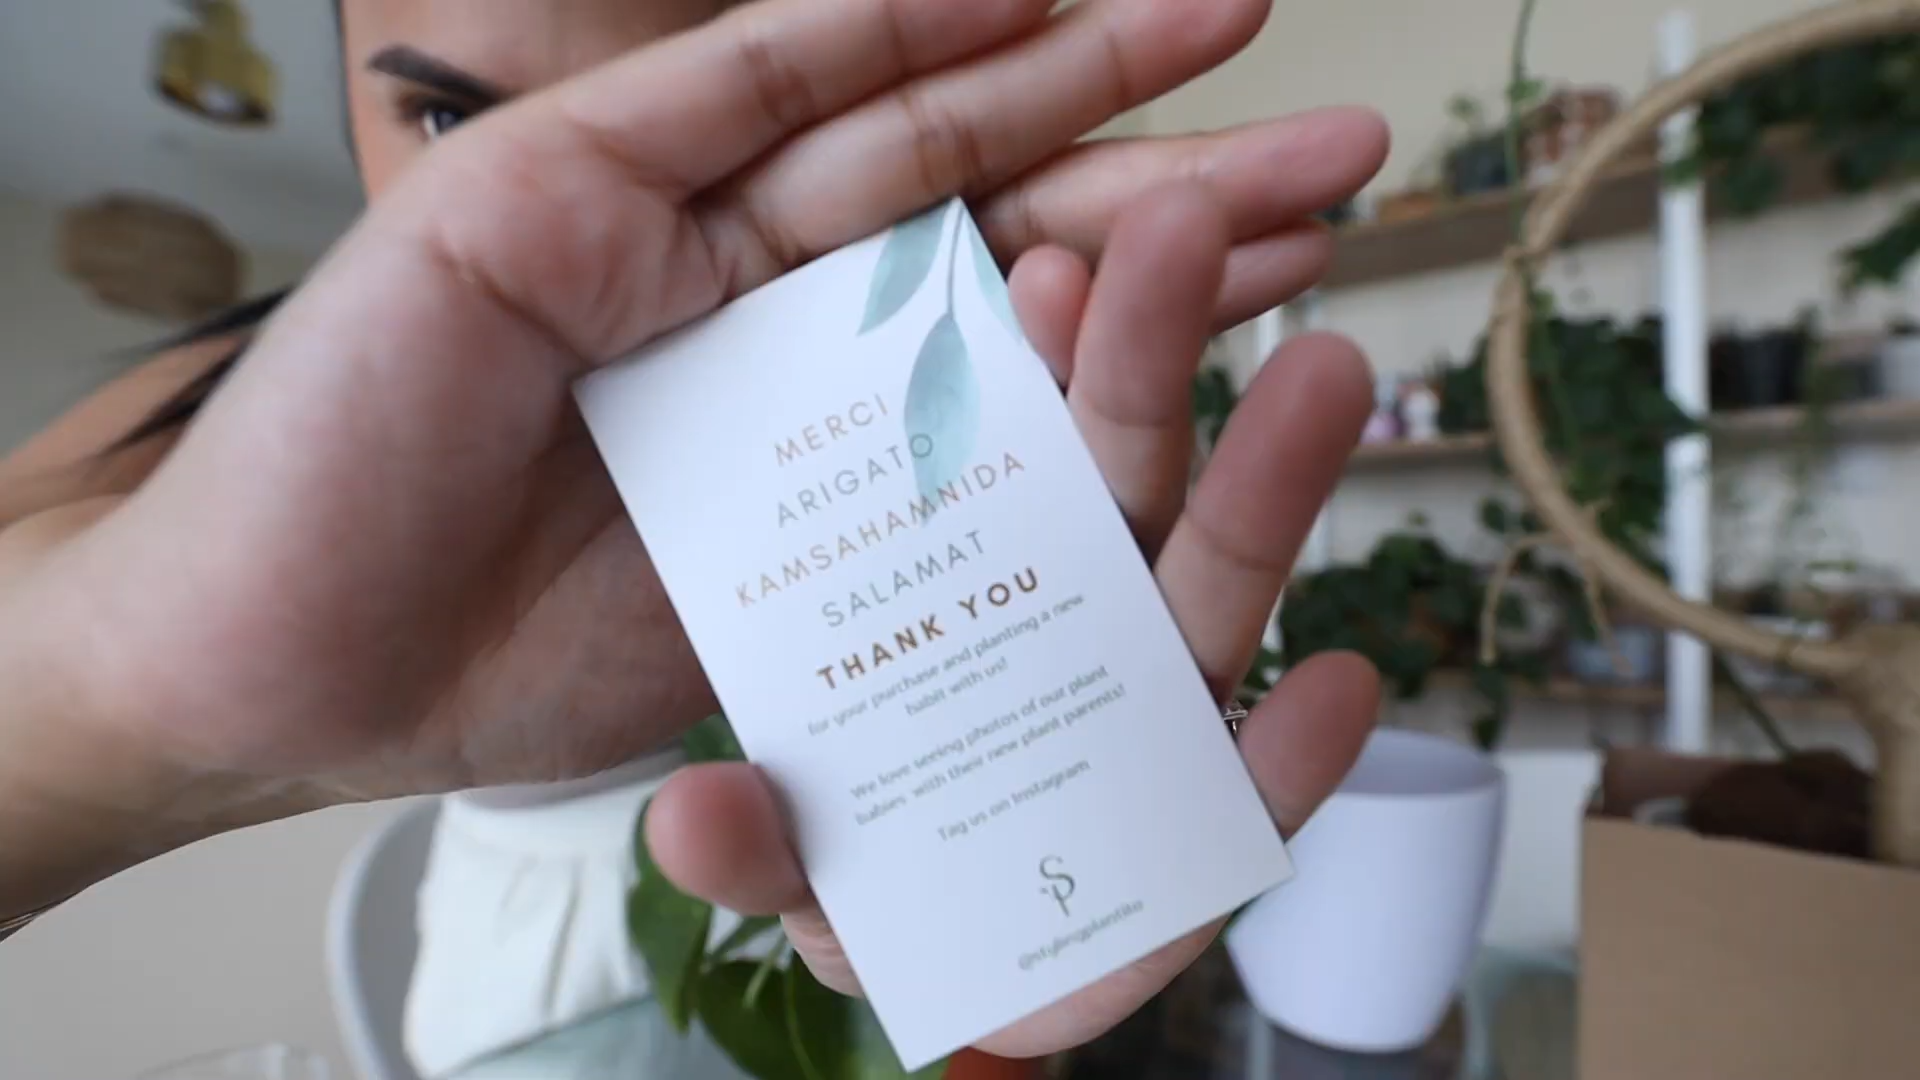 MERCI
ARIGATO
KAMSAHAMNIDA
SALAMAT
THANK YOU
for your purchase and planting a new
habit with us!
We love seeing photos of our plant
babies with their new plant parents!
Tag us on Instagram
SP
@stylingplantito